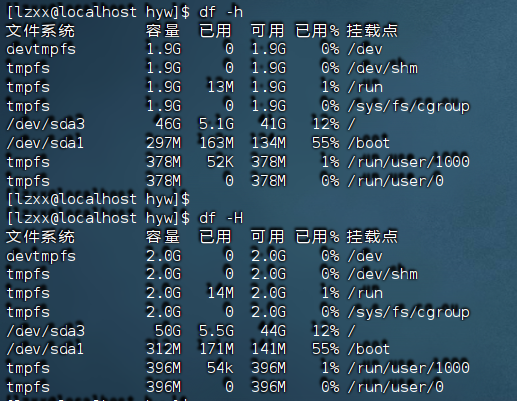 [lzxx@localhost hyw]$ df -h
文件系统 容量 已用 可用 已用% 挂载点
devtmpfs 1.9G 0 1.9G 0% /dev
tmpfs 1.9G 0 1.9G 0% /dev/shm
tmpfs 1.9G 13M 1.9G 1% /run
tmpfs 1.9G 0 1.9G 0% /sys/fs/cgroup
/dev/sda3 46G 5.1G 41G 12% /
/dev/sda1 297M 163M 134M 55% /boot
tmpfs 378M 52K 378M 1% /run/user/1000
tmpfs 378M 0 378M 0% /run/user/0
[lzxx@localhost hyw]$
[lzxx@localhost hyw]$ df -H
文件系统 容量 已用 可用 已用% 挂载点
devtmpfs 2.0G 0 2.0G 0% /dev
tmpfs 2.0G 0 2.0G 0% /dev/shm
tmpfs 2.0G 14M 2.0G 1% /run
tmpfs 2.0G 0 2.0G 0% /sys/fs/cgroup
/dev/sda3 50G 5.5G 44G 12% /
/dev/sda1 312M 171M 141M 55% /boot
tmpfs 396M 54k 396M 1% /run/user/1000
tmpfs 396M 0 396M 0% /run/user/0